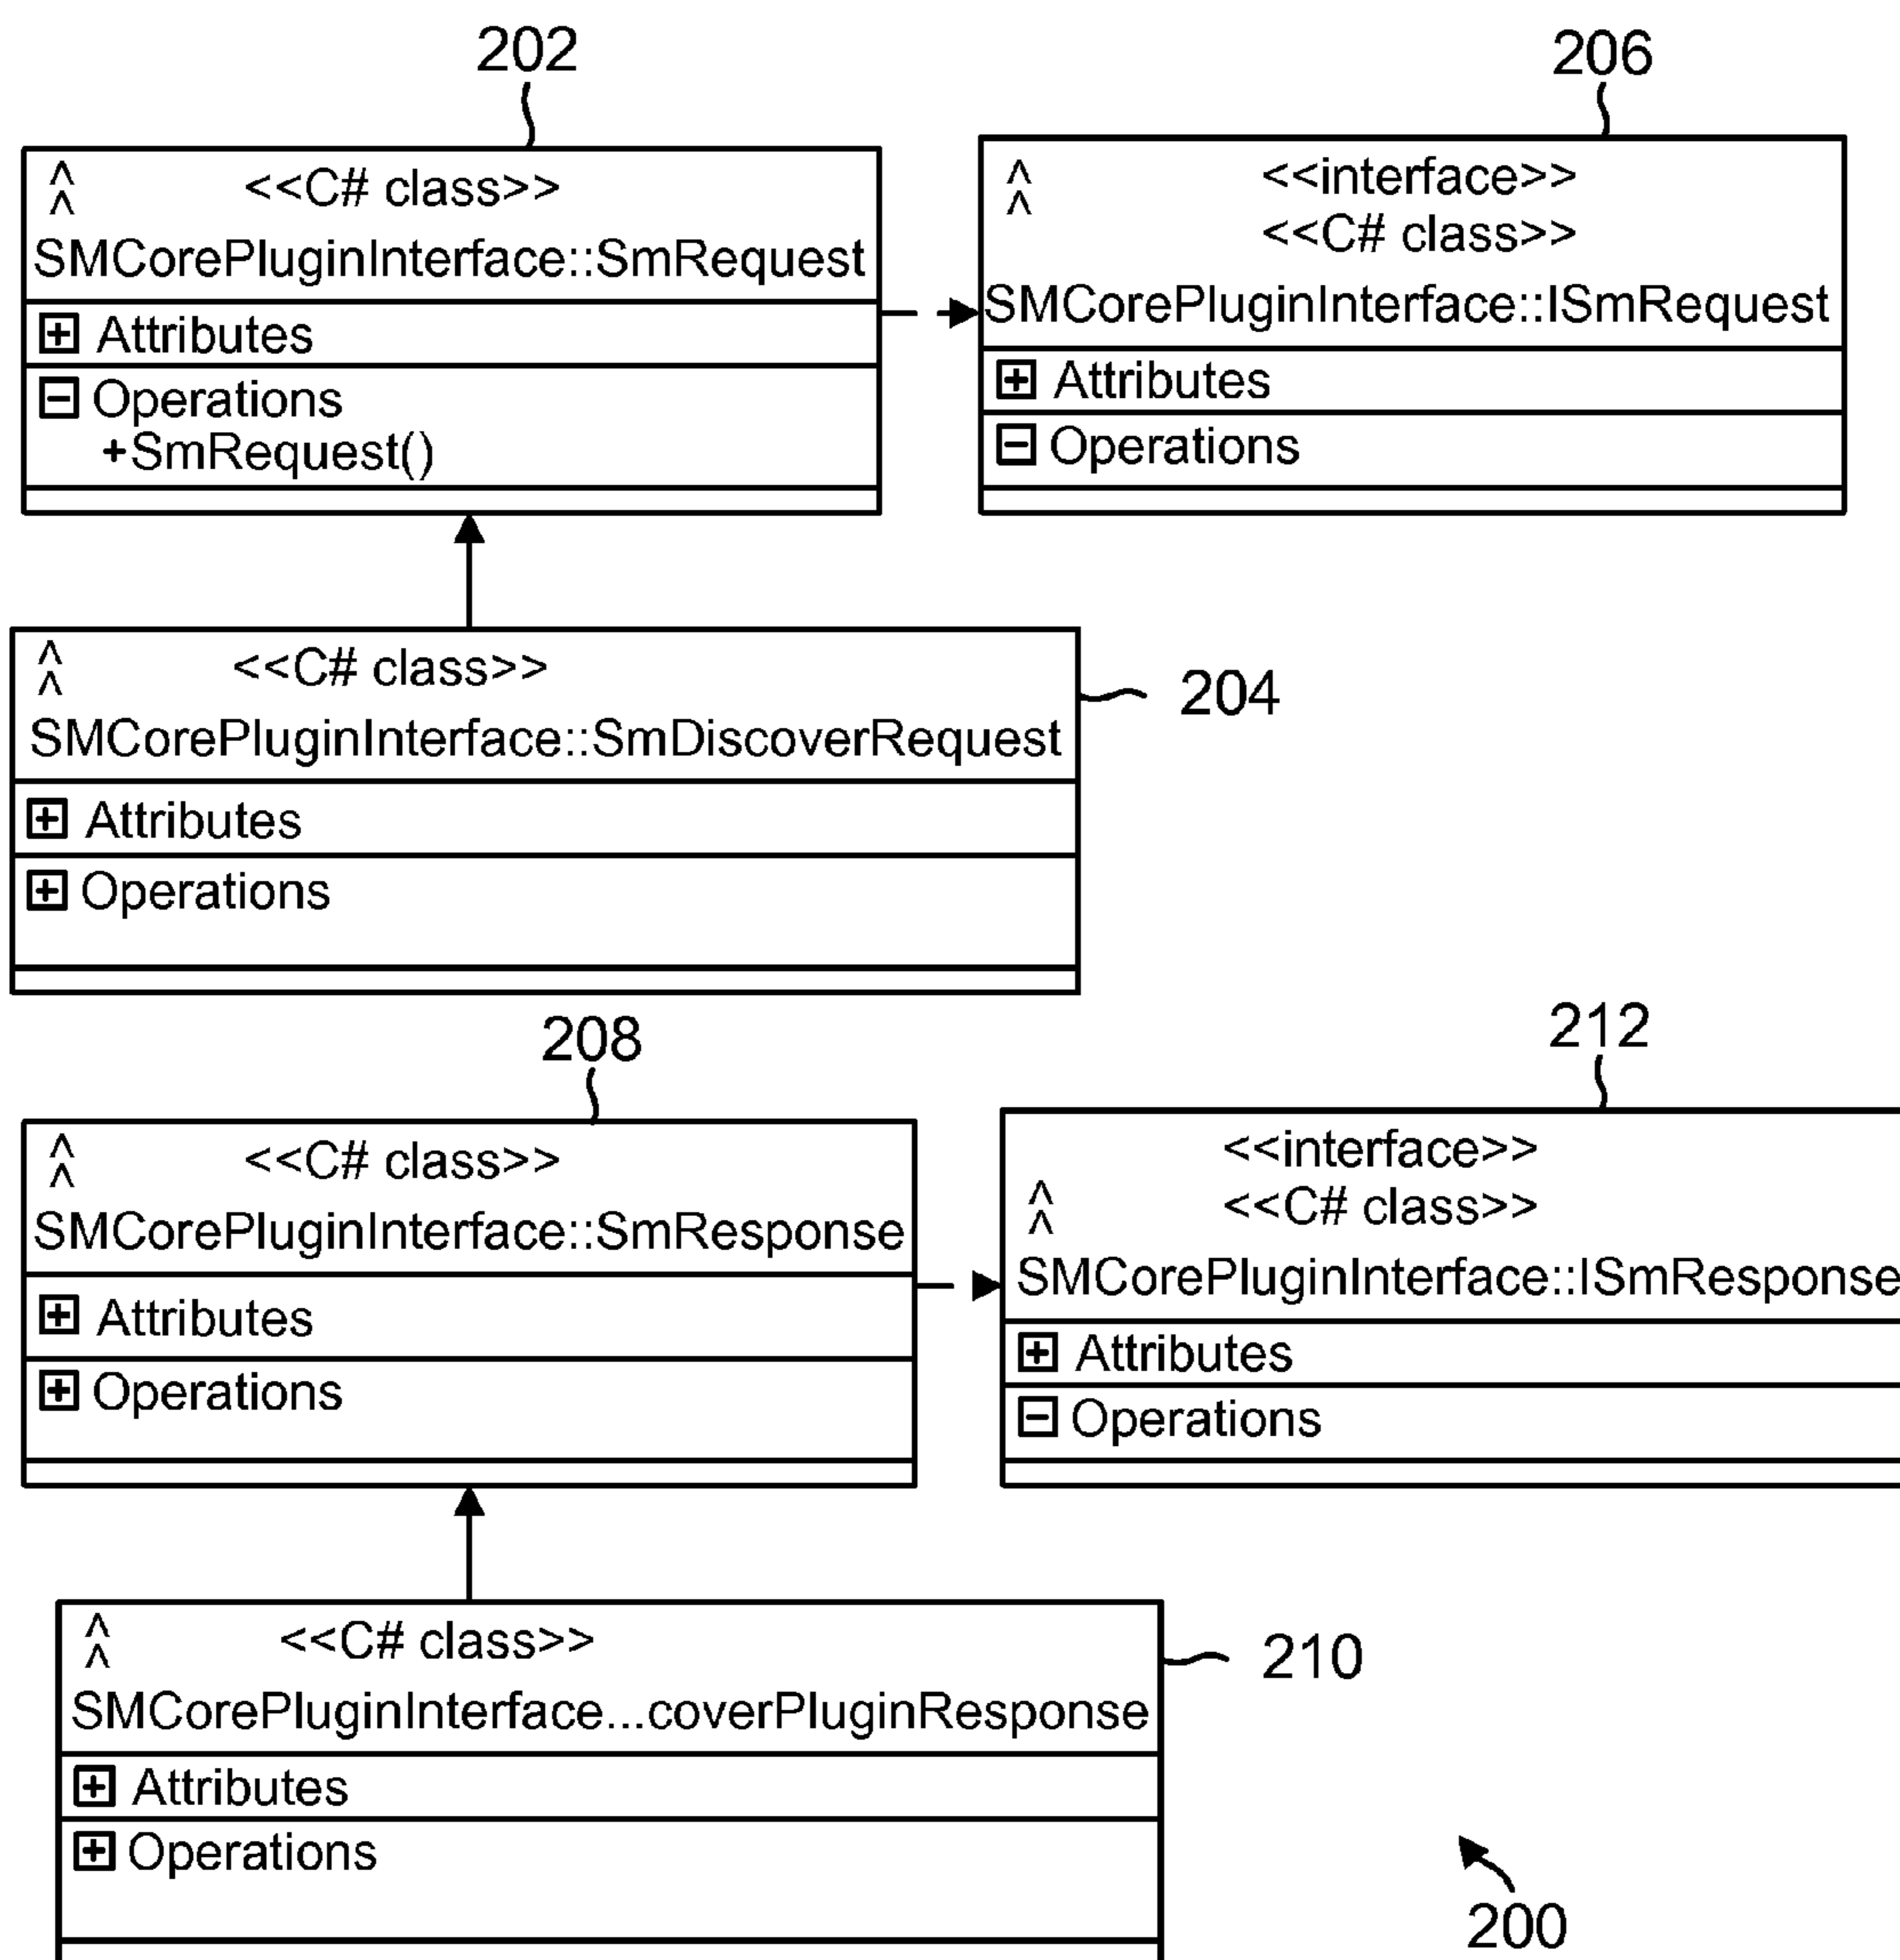 202
<<C# class>>
SMCorePluginInterface::SmRequest
Attributes
Operations
+SmRequest()
206
<<interface>>
<<C# class>>
SMCorePluginInterface::ISmRequest
Attributes
Operations
<<C# class>>
SMCorePluginInterface::SmDiscoverRequest
Attributes
Operations
204
208
<<C# class>>
SMCorePluginInterface::SmResponse
Attributes
Operations
212
<<interface>>
<<C# class>>
SMCorePluginInterface::ISmResponse
Attributes
Operations
<<C# class>>
SMCorePluginInterface...coverPluginResponse
Attributes
Operations
210
200